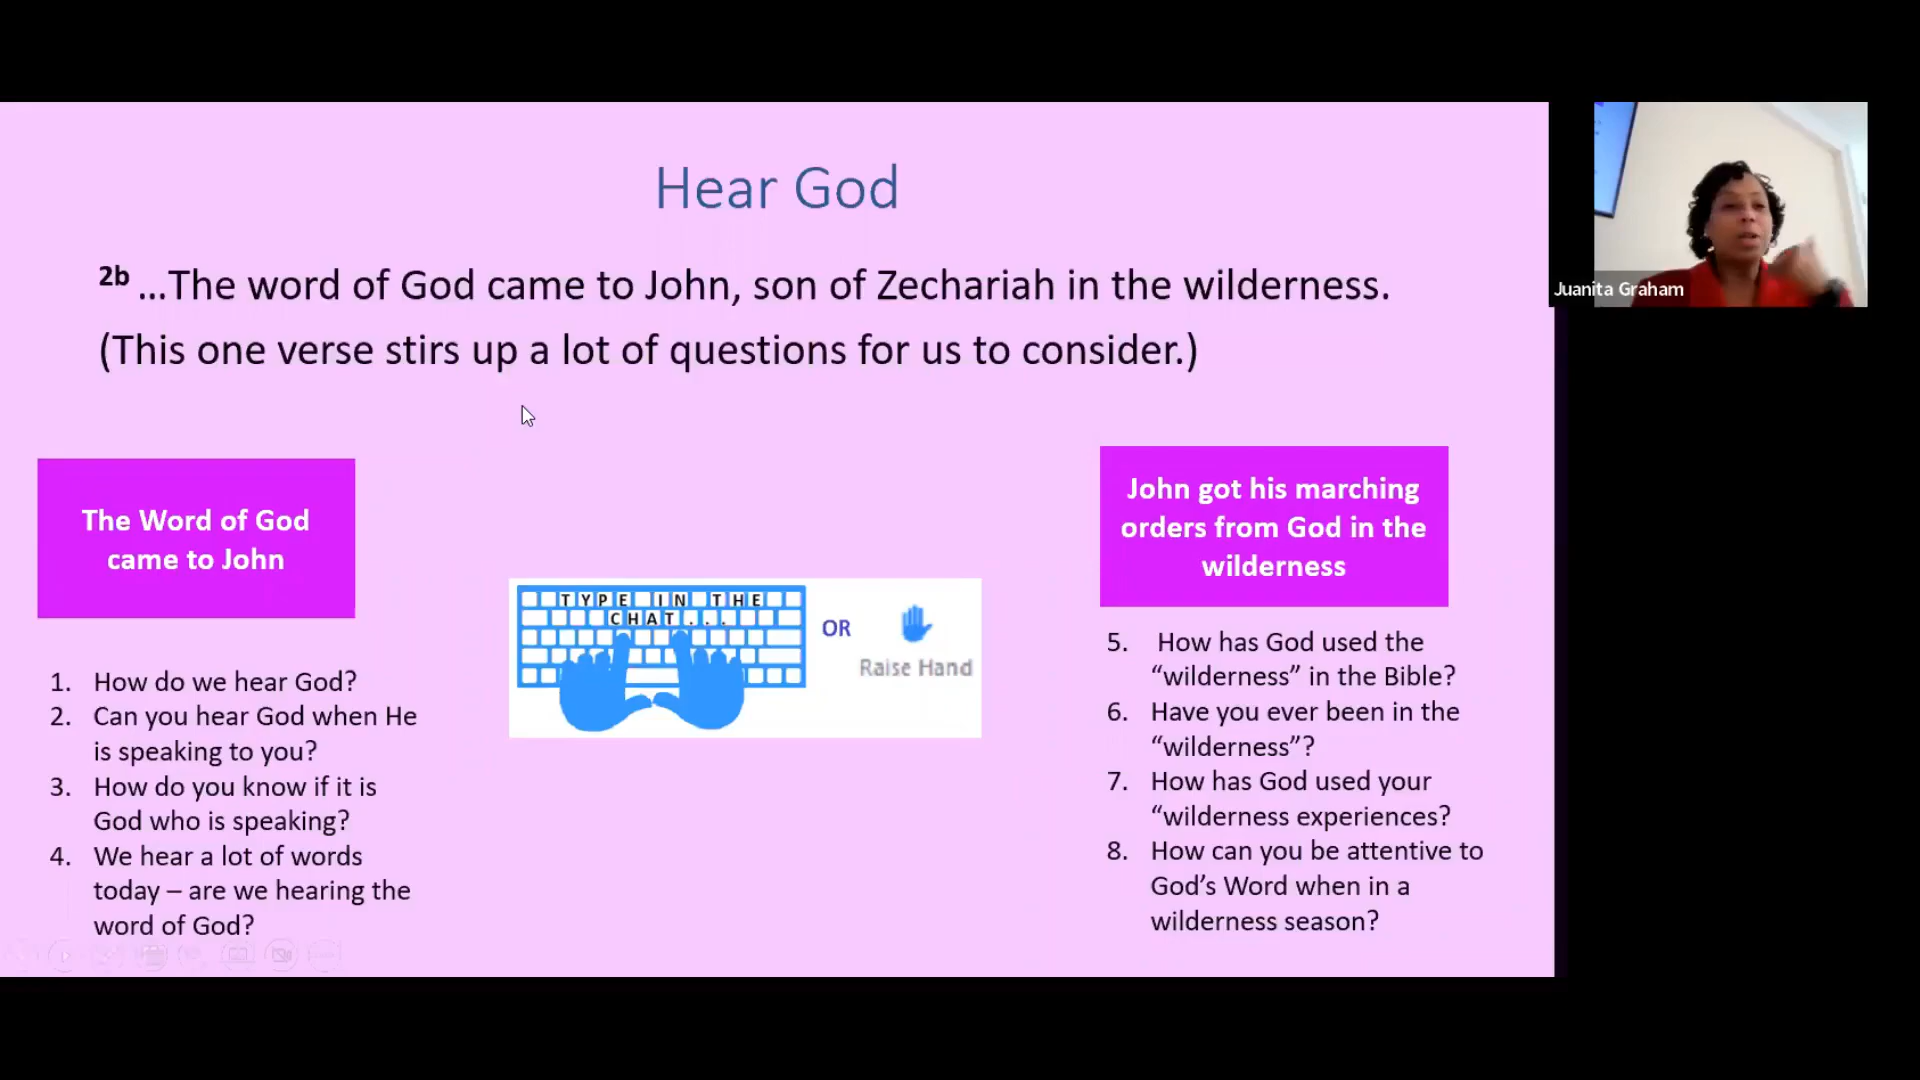 Hear God
2b ...The word of God came to John, son of Zechariah in the wilderness.
(This one verse stirs up a lot of questions for us to consider.)
The Word of God
came to John
1. How do we hear God?
2. Can you hear God when He
is speaking to you?
3. How do you know if it is
God who is speaking?
4. We hear a lot of words
today – are we hearing the
word of God?
TYPE IN THE
CHAT...
OR
Raise Hand
John got his marching
orders from God in the
wilderness
5. How has God used the
“wilderness” in the Bible?
6. Have you ever been in the
“wilderness”?
7. How has God used your
“wilderness experiences?
8. How can you be attentive to
God’s Word when in a
wilderness season?
Juanita Graham